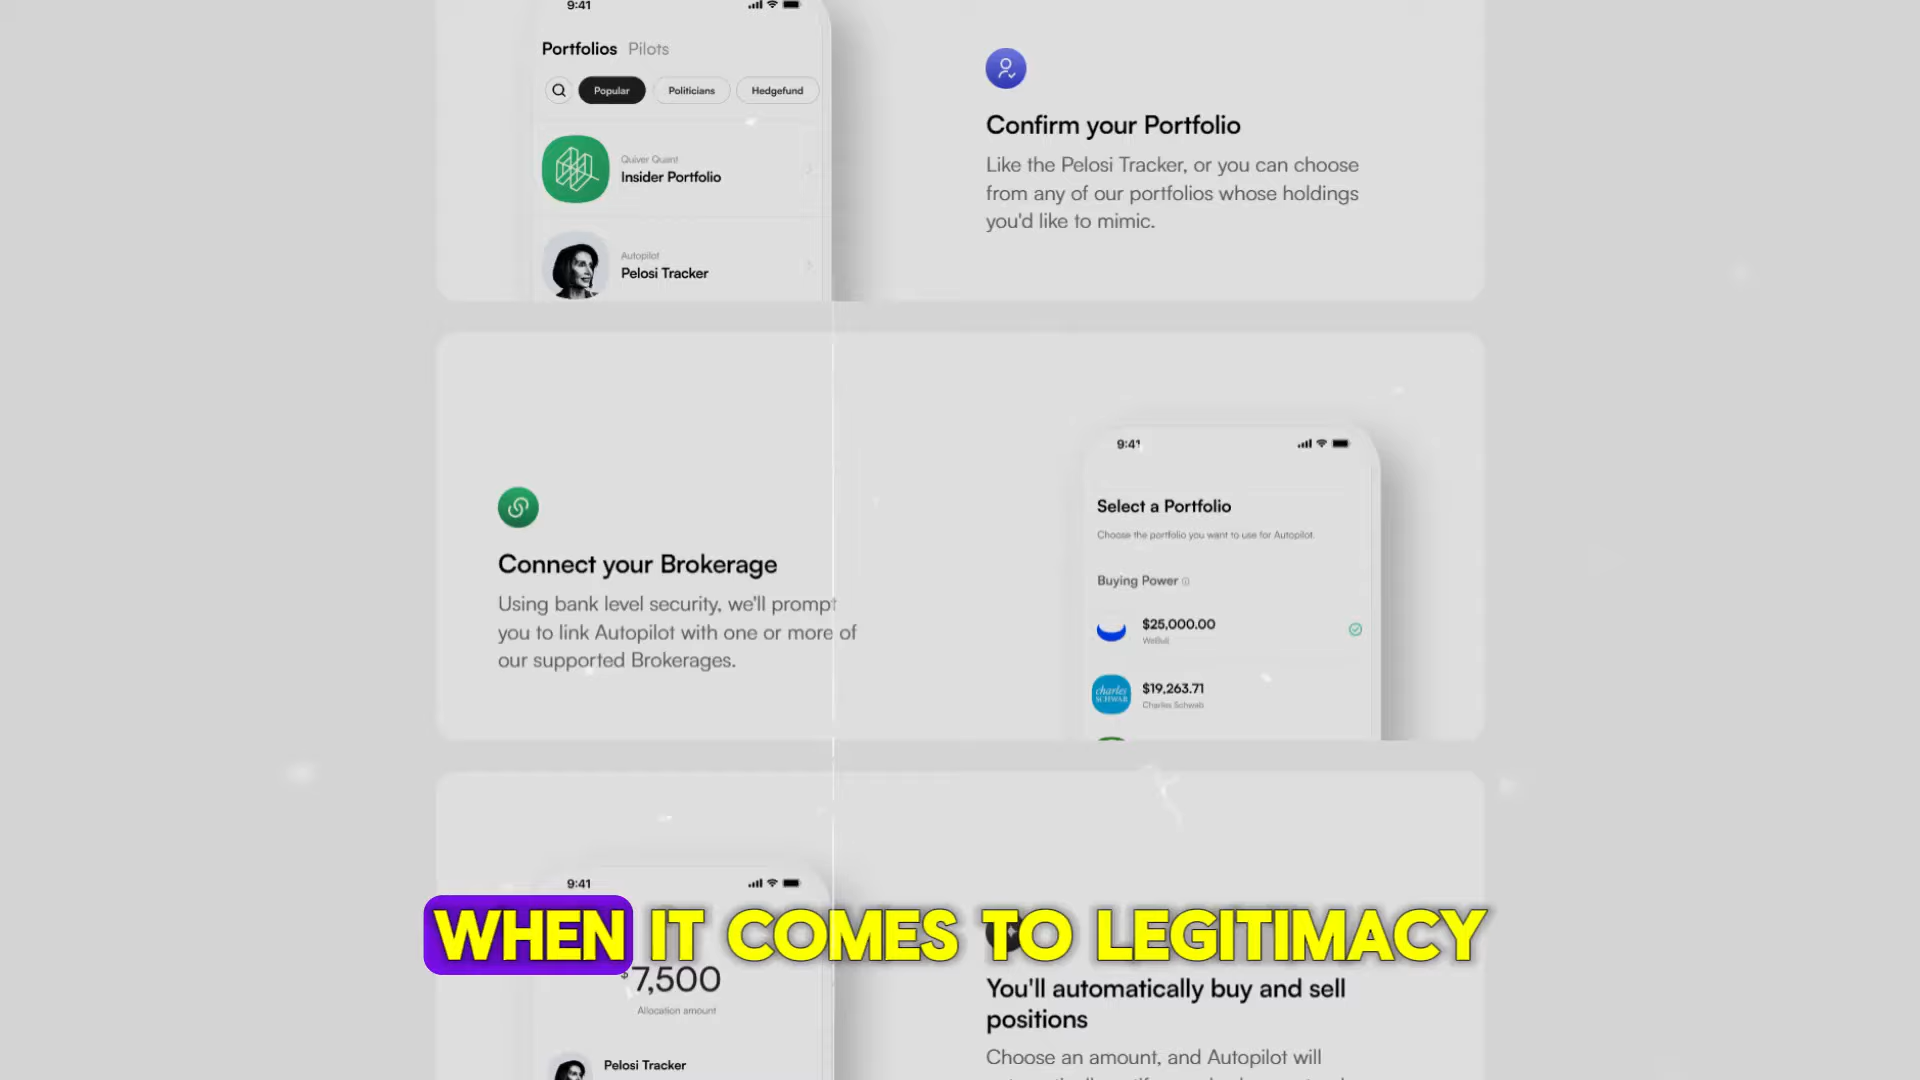 9:41
Portfolios Pilots
Popular Politicians Hedgefund
Quiver Quant
Insider Portfolio
Autopilot
Pelosi Tracker
Confirm your Portfolio
Like the Pelosi Tracker, or you can choose
from any of our portfolios whose holdings
you'd like to mimic.
Connect your Brokerage
Using bank level security, we'll prompt
you to link Autopilot with one or more of
our supported Brokerages.
9:41
Select a Portfolio
Choose the portfolio you want to use for Autopilot.
Buying Power
$25,000.00
WeBull
charles
SCHWAB
$19,263.71
Charles Schwab
9:41
WHEN IT COMES TO LEGITIMACY
$7,500
Allocation amount
Pelosi Tracker
You'll automatically buy and sell
positions
Choose an amount, and Autopilot will